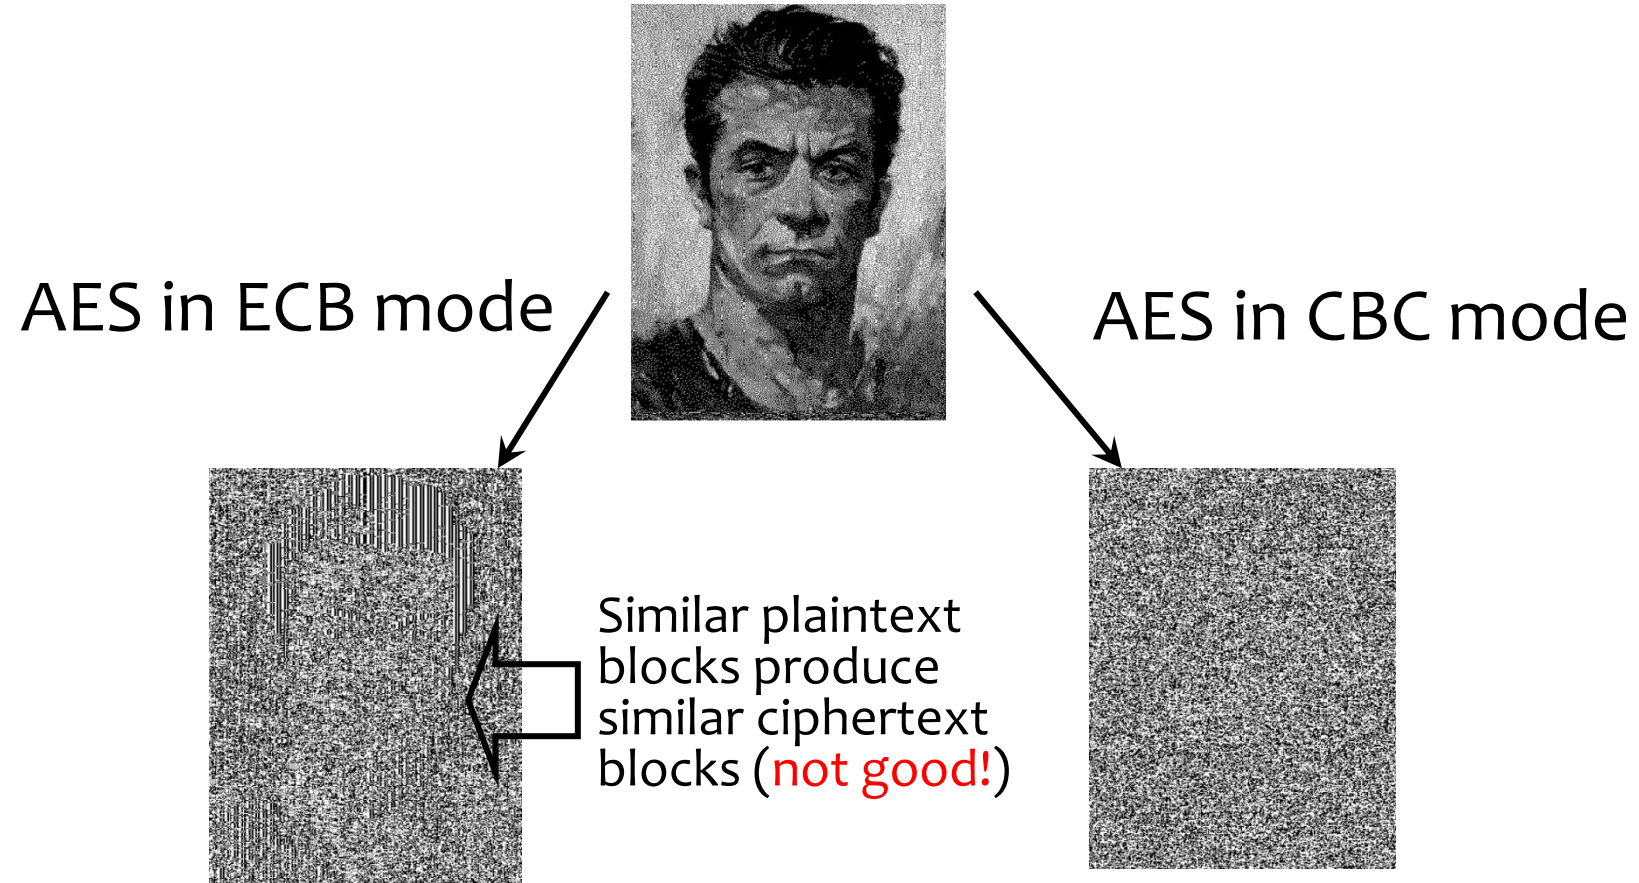 AES in ECB mode
AES in CBC mode
Similar plaintext
blocks produce
similar ciphertext
blocks (not good!)